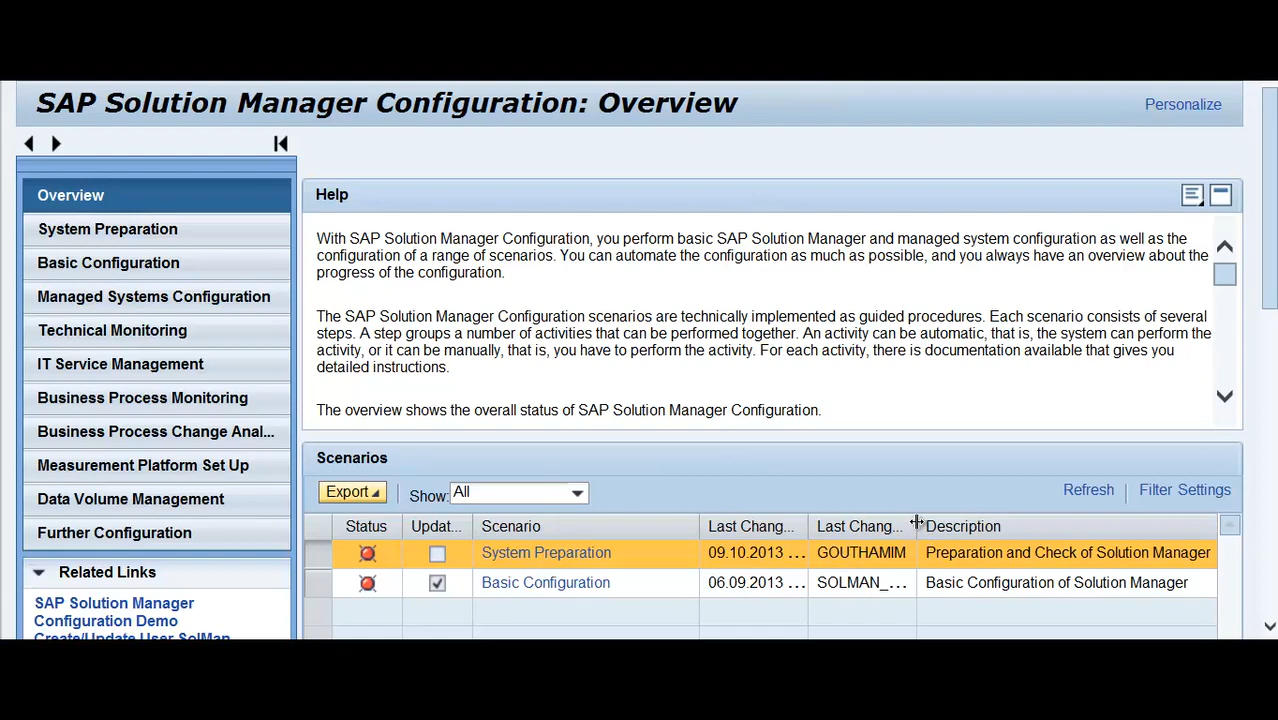 SAP Solution Manager Configuration: Overview
Personalize
Overview
System Preparation
Basic Configuration
Managed Systems Configuration
Technical Monitoring
IT Service Management
Business Process Monitoring
Business Process Change Anal...
Measurement Platform Set Up
Data Volume Management
Further Configuration
Related Links
SAP Solution Manager
Configuration Demo
Create/Update User SolMan
Help
With SAP Solution Manager Configuration, you perform basic SAP Solution Manager and managed system configuration as well as the
configuration of a range of scenarios. You can automate the configuration as much as possible, and you always have an overview about the
progress of the configuration.
The SAP Solution Manager Configuration scenarios are technically implemented as guided procedures. Each scenario consists of several
steps. A step groups a number of activities that can be performed together. An activity can be automatic, that is, the system can perform the
activity, or it can be manually, that is, you have to perform the activity. For each activity, there is documentation available that gives you
detailed instructions.
The overview shows the overall status of SAP Solution Manager Configuration.
Scenarios
Export Show: All Refresh Filter Settings
Status Updat... Scenario Last Chang... Last Chang... Description
System Preparation 09.10.2013 ... GOUTHAMIM Preparation and Check of Solution Manager
Basic Configuration 06.09.2013 ... SOLMAN_... Basic Configuration of Solution Manager